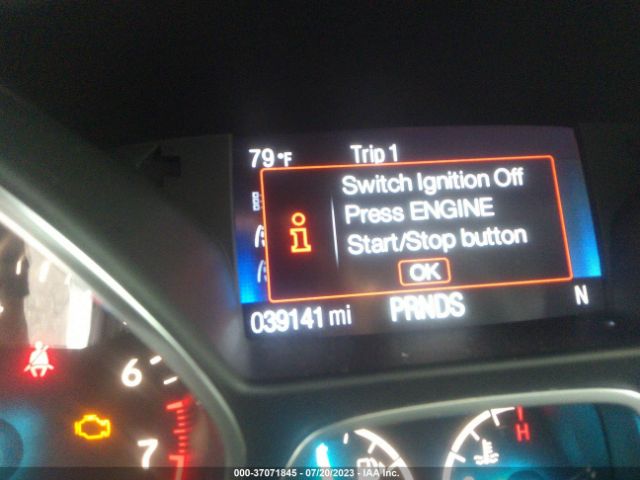 79°F Trip 1
Switch Ignition Off
Press ENGINE
Start/Stop button
OK
039141 mi PRNDS N
6
7
H
000-37071845 - 07/20/2023 - IAA Inc.